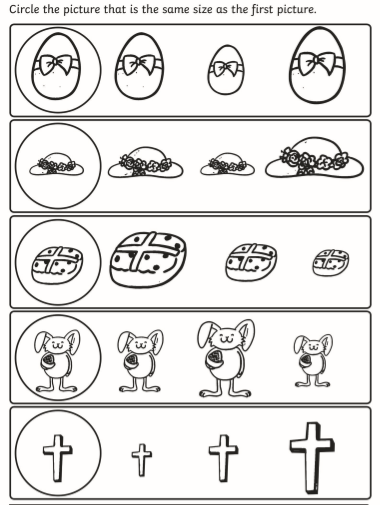 Circle the picture that is the same size as the first picture.